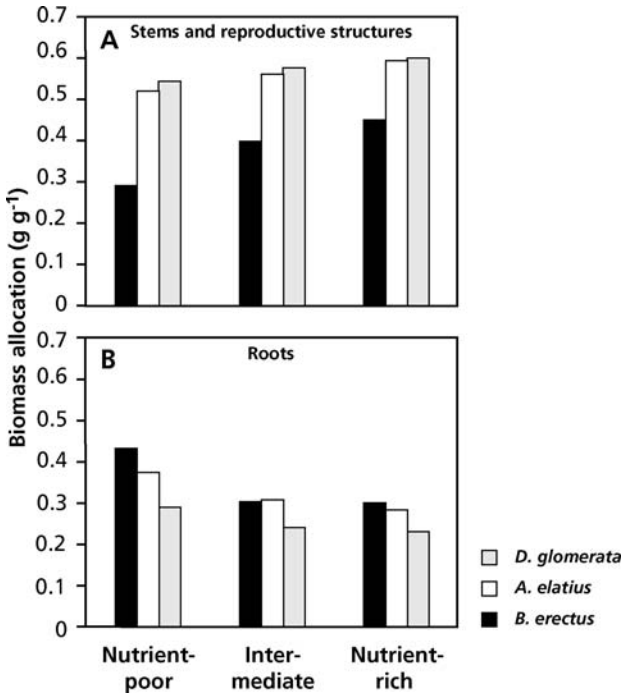 0.7
A Stems and reproductive structures
0.6
0.5
0.4
0.3
0.2
0.1
0
Biomass allocation (g g⁻¹)
0.7
B Roots
0.6
0.5
0.4
0.3
0.2
0.1
0
Nutrient-
poor
Inter-
mediate
Nutrient-
rich
D. glomerata
A. elatius
B. erectus